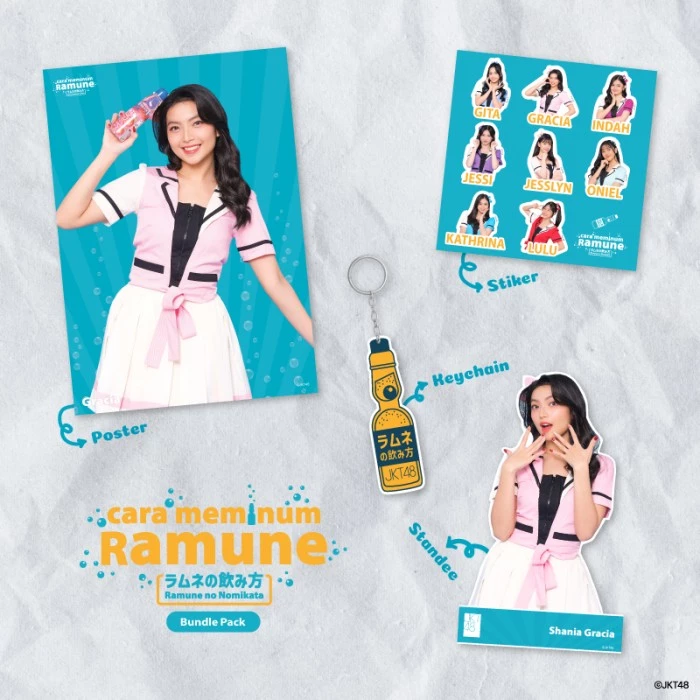 cara meminum
Ramune
GITA
GRACIA
INDAH
JESSI
JESSLYN
ONIEL
KATHRINA
LULU
cara meminum
Ramune
Stiker
Keychain
ラムネ
の飲み方
JKT48
Poster
cara meminum
Ramune
ラムネの飲み方
Ramune no Nomikata
Bundle Pack
Standee
Shania Gracia
©JKT48